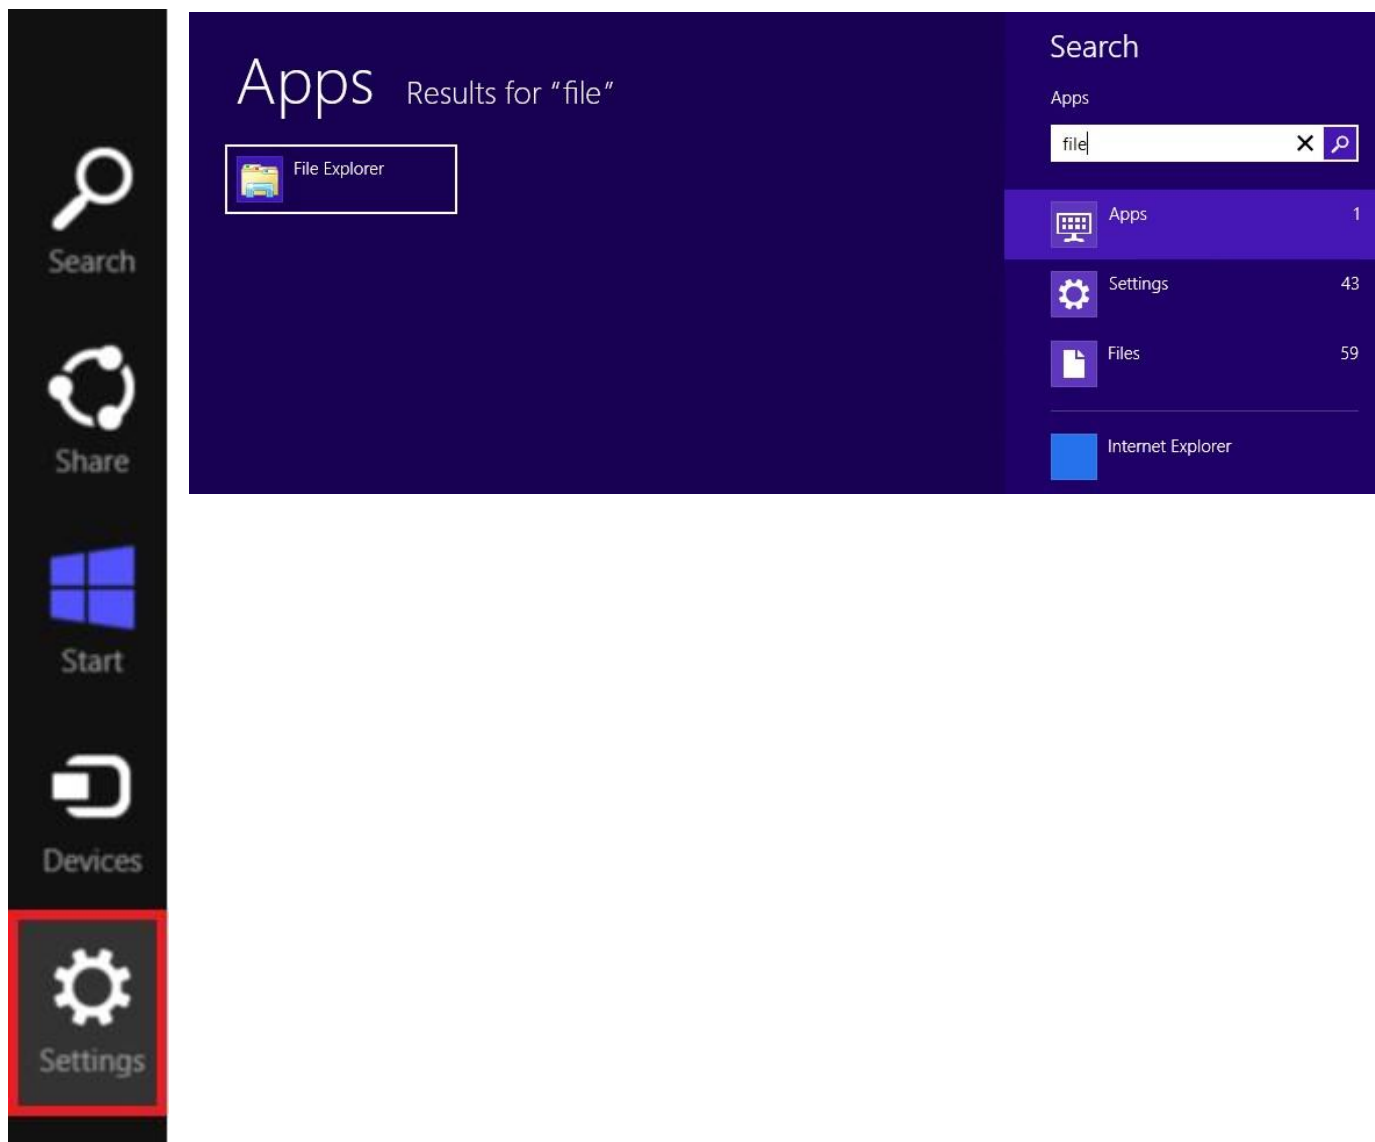 Search
Share
Start
Devices
Settings
Apps Results for “file”
File Explorer
Search
Apps
file
Apps 1
Settings 43
Files 59
Internet Explorer